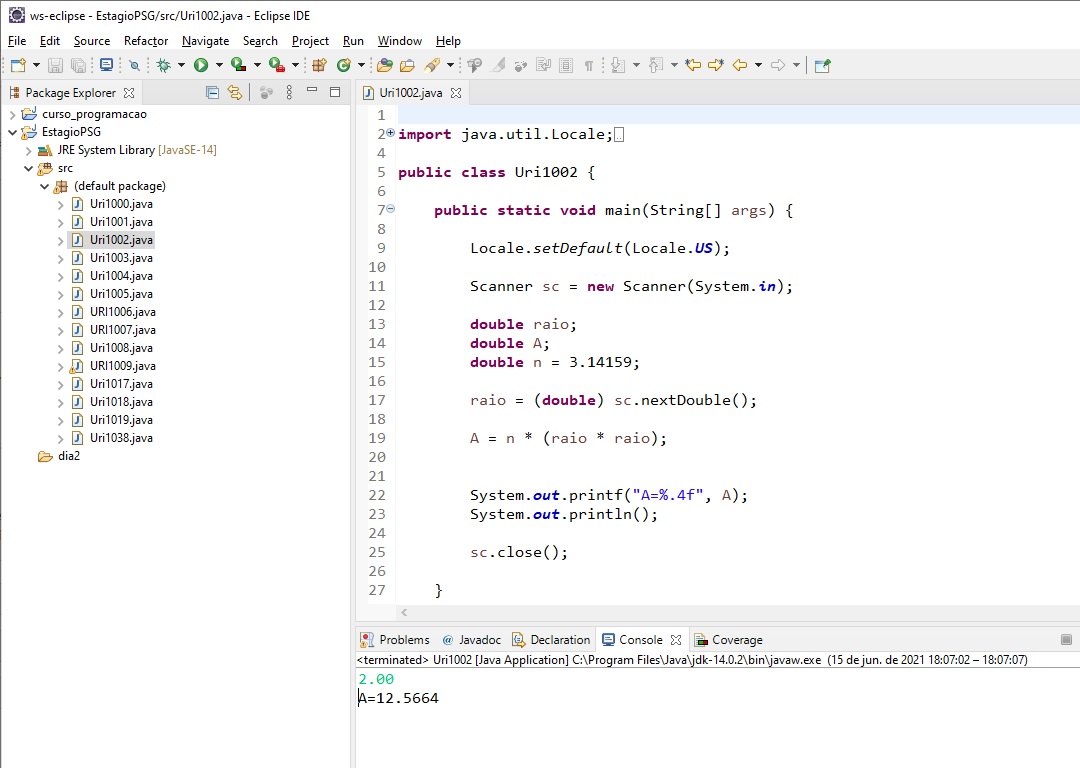 ws-eclipse - EstagioPSG/src/Uri1002.java - Eclipse IDE
File Edit Source Refactor Navigate Search Project Run Window Help
Package Explorer
curso_programacao
EstagioPSG
JRE System Library [JavaSE-14]
src
(default package)
Uri1000.java
Uri1001.java
Uri1002.java
Uri1003.java
Uri1004.java
Uri1005.java
URI1006.java
URI1007.java
Uri1008.java
URI1009.java
Uri1017.java
Uri1018.java
Uri1019.java
Uri1038.java
dia2
Uri1002.java
1
2 import java.util.Locale;
4
5 public class Uri1002 {
6
7 public static void main(String[] args) {
8
9 Locale.setDefault(Locale.US);
10
11 Scanner sc = new Scanner(System.in);
12
13 double raio;
14 double A;
15 double n = 3.14159;
16
17 raio = (double) sc.nextDouble();
18
19 A = n * (raio * raio);
20
21
22 System.out.printf("A=%.4f", A);
23 System.out.println();
24
25 sc.close();
26
27 }
Problems @ Javadoc Declaration Console Coverage
<terminated> Uri1002 [Java Application] C:\Program Files\Java\jdk-14.0.2\bin\javaw.exe (15 de jun. de 2021 18:07:02 – 18:07:07)
2.00
A=12.5664